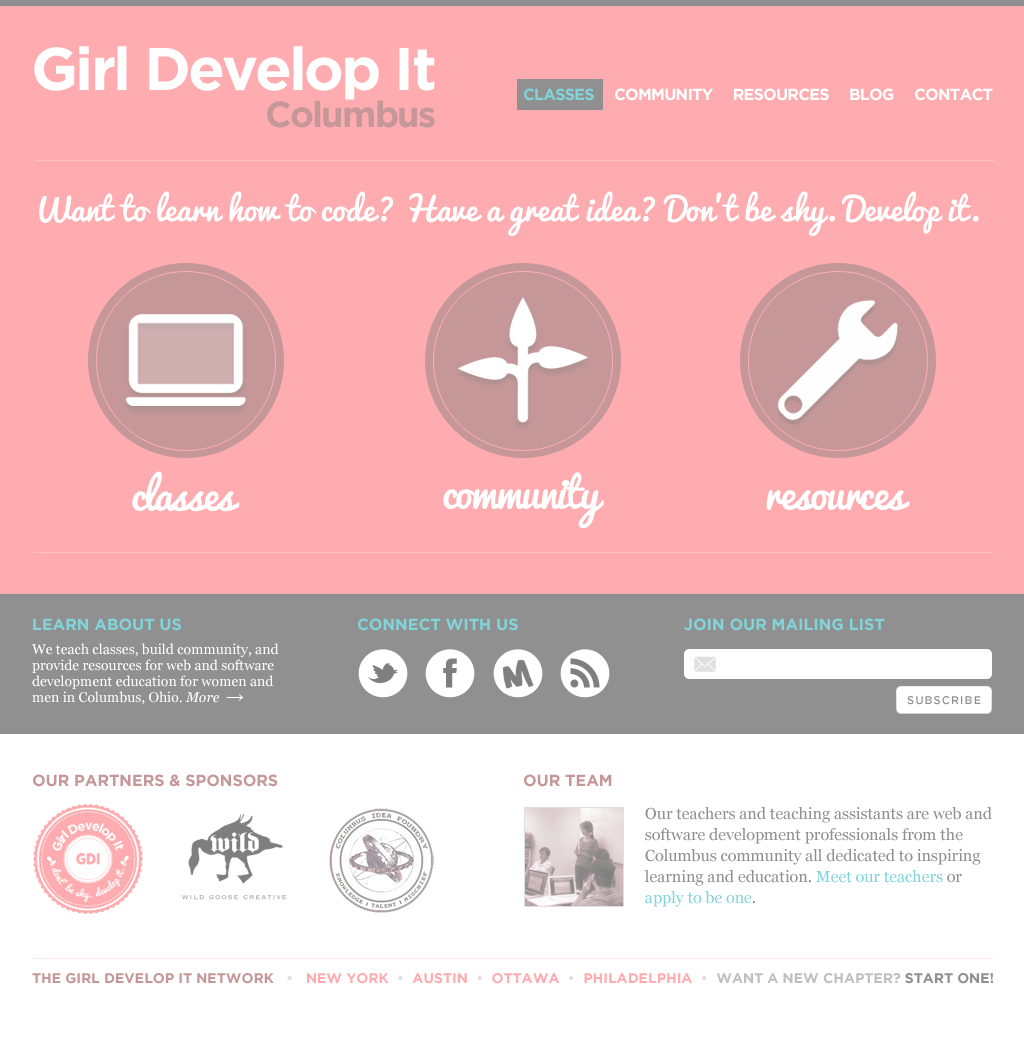 Girl Develop It
Columbus
CLASSES COMMUNITY RESOURCES BLOG CONTACT
Want to learn how to code? Have a great idea? Don't be shy. Develop it.
classes
community
resources
LEARN ABOUT US
We teach classes, build community, and
provide resources for web and software
development education for women and
men in Columbus, Ohio. More →
CONNECT WITH US
f
M
JOIN OUR MAILING LIST
SUBSCRIBE
OUR PARTNERS & SPONSORS
Girl Develop It
GDI
don't be shy. develop it.
wild
WILD GOOSE CREATIVE
COLUMBUS IDEA FOUNDRY
KNOWLEDGE | TALENT | MISCHIEF
OUR TEAM
Our teachers and teaching assistants are web and
software development professionals from the
Columbus community all dedicated to inspiring
learning and education. Meet our teachers or
apply to be one.
THE GIRL DEVELOP IT NETWORK • NEW YORK • AUSTIN • OTTAWA • PHILADELPHIA • WANT A NEW CHAPTER? START ONE!